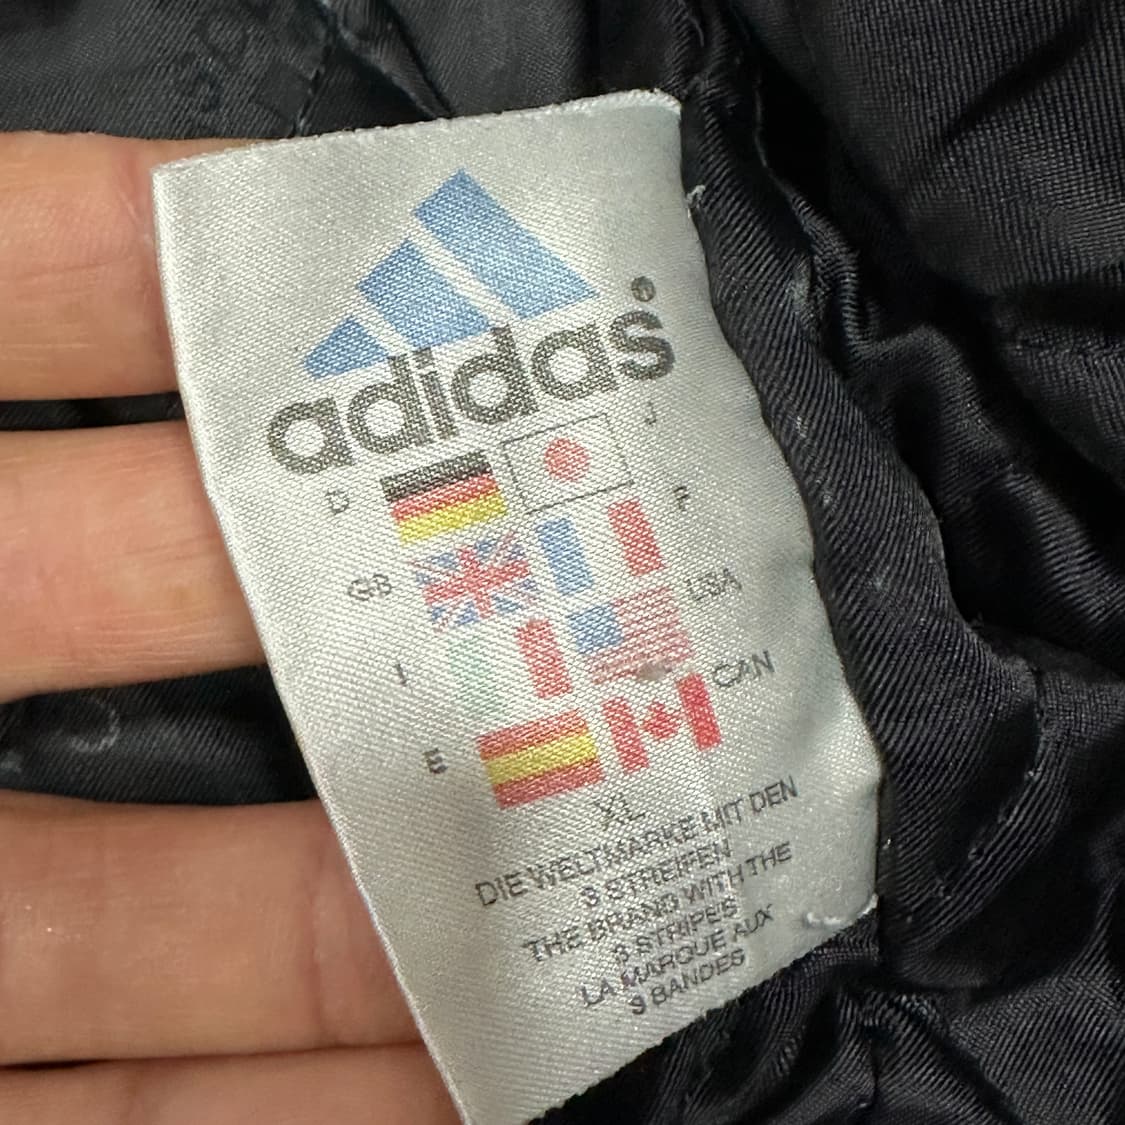 adidas®
D
J
GB
F
I
USA
E
CAN
XL
DIE WELTMARKE MIT DEN
3 STREIFEN
THE BRAND WITH THE
3 STRIPES
LA MARQUE AUX
3 BANDES